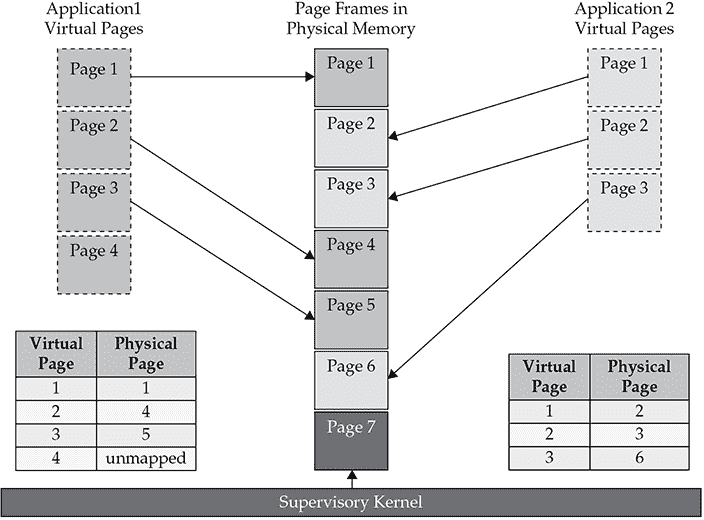 Application1
Virtual Pages
Page Frames in
Physical Memory
Application 2
Virtual Pages
Page 1
Page 2
Page 3
Page 4
Page 1
Page 2
Page 3
Page 4
Page 5
Page 6
Page 7
Page 1
Page 2
Page 3
Virtual Page Physical Page
1 1
2 4
3 5
4 unmapped
Virtual Page Physical Page
1 2
2 3
3 6
Supervisory Kernel